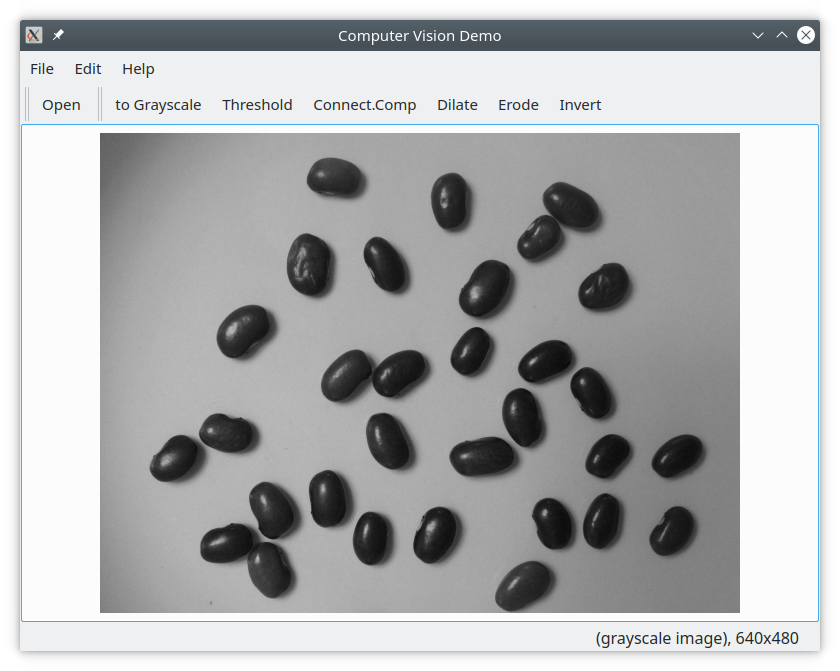 Computer Vision Demo
File Edit Help
Open to Grayscale Threshold Connect.Comp Dilate Erode Invert
(grayscale image), 640x480